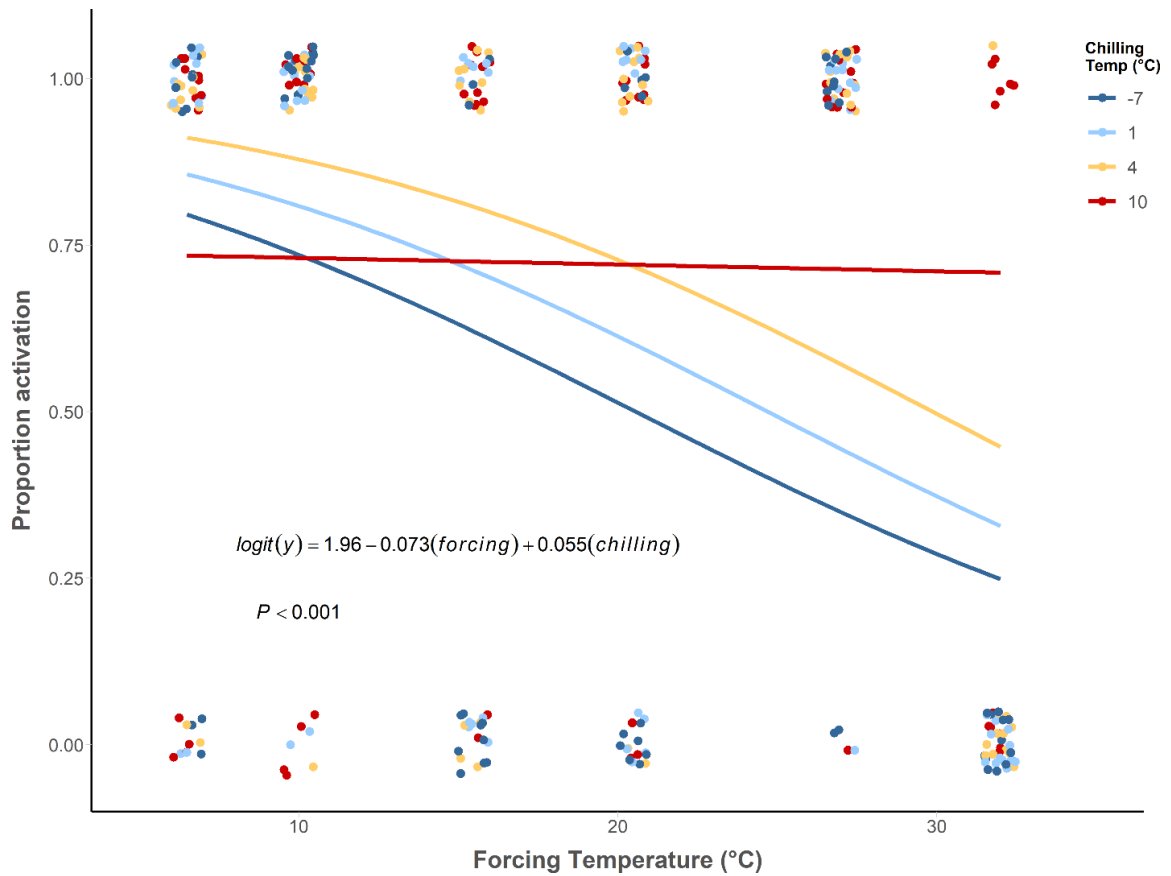 Chilling
Temp (°C)
-7
1
4
10
1.00
0.75
0.50
0.25
0.00
Proportion activation
logit(y) = 1.96 − 0.073(forcing) + 0.055(chilling)
P < 0.001
10 20 30
Forcing Temperature (°C)